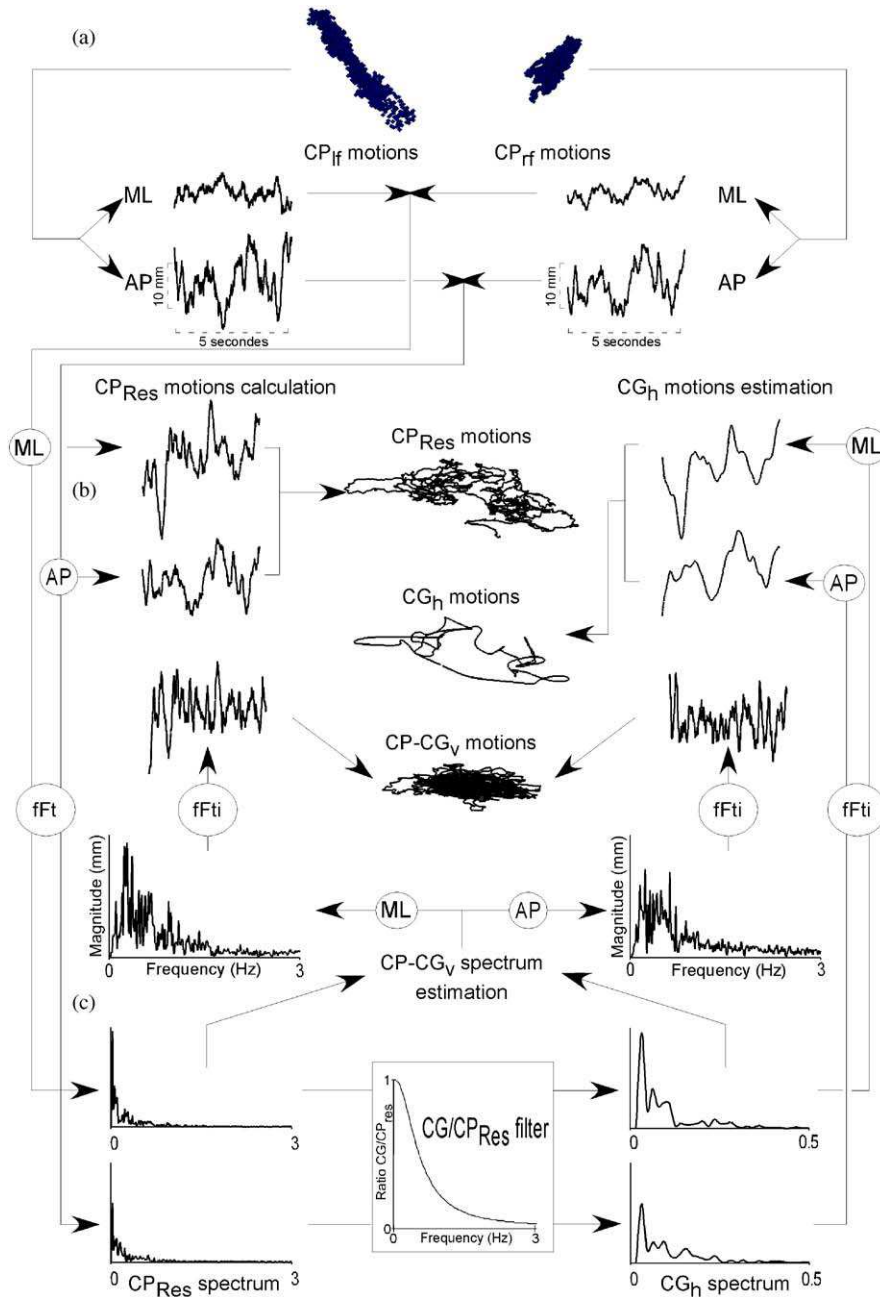 (a)
CPlf motions
CPrf motions
ML
ML
AP
AP
10 mm
10 mm
5 secondes
5 secondes
CPRes motions calculation
CGh motions estimation
ML
CPRes motions
ML
(b)
AP
CGh motions
AP
CP-CGv motions
fFt
fFti
fFti
fFti
Magnitude (mm)
0
Frequency (Hz)
3
ML
AP
Magnitude (mm)
0
Frequency (Hz)
3
CP-CGv spectrum
estimation
(c)
0
3
1
Ratio CG/CPres
0
CG/CPRes filter
0
Frequency (Hz)
3
0
0.5
0
3
CPRes spectrum
0
0.5
CGh spectrum